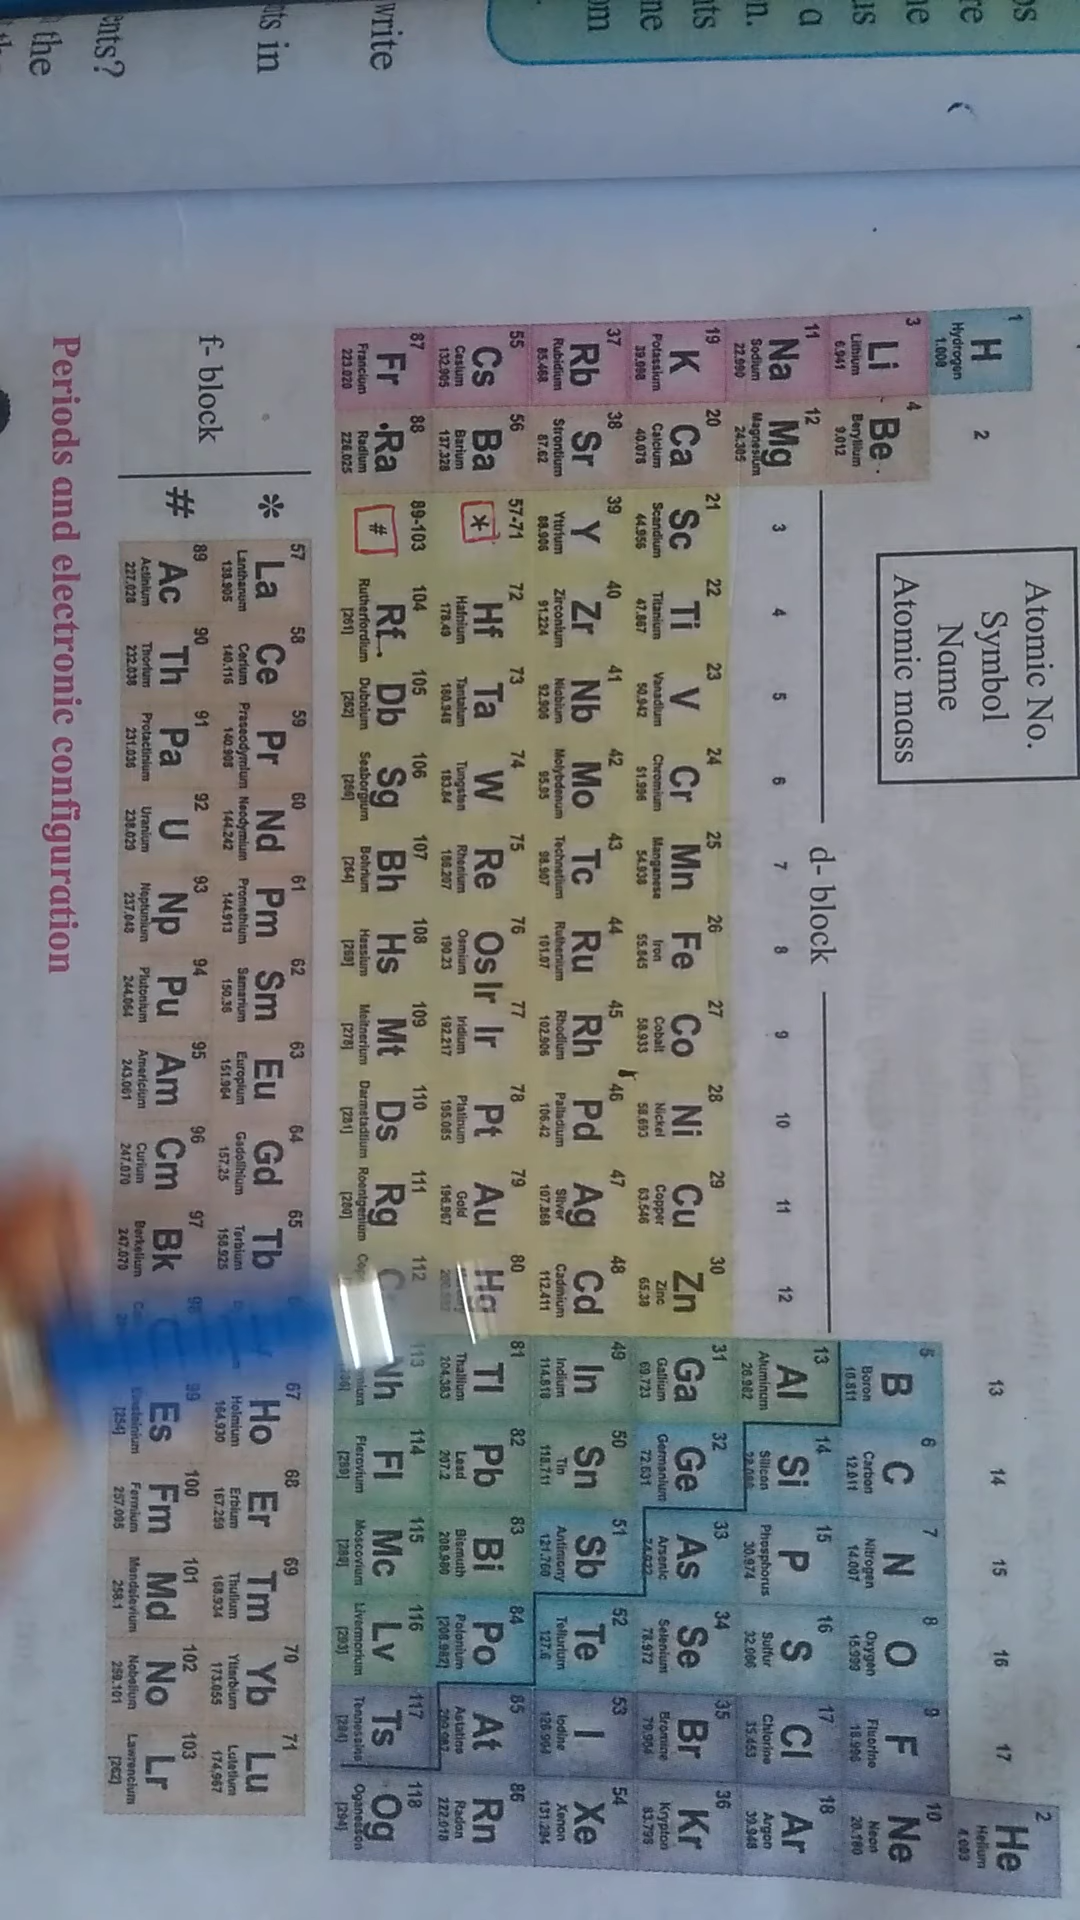 Atomic No.
Symbol
Name
Atomic mass
1 H Hydrogen 1.008
2 He Helium 4.003
2 13 14 15 16 17
3 Li Lithium 6.941 4 Be Beryllium 9.012
5 B Boron 10.811 6 C Carbon 12.011 7 N Nitrogen 14.007 8 O Oxygen 15.999 9 F Fluorine 18.998 10 Ne Neon 20.180
d- block
11 Na Sodium 22.990 12 Mg Magnesium 24.305
3 4 5 6 7 8 9 10 11 12
13 Al Aluminum 26.982 14 Si Silicon 15 P Phosphorus 30.974 16 S Sulfur 32.066 17 Cl Chlorine 35.453 18 Ar Argon 39.948
19 K Potassium 39.098 20 Ca Calcium 40.078 21 Sc Scandium 44.956 22 Ti Titanium 47.867 23 V Vanadium 50.942 24 Cr Chromium 51.996 25 Mn Manganese 54.938 26 Fe Iron 55.845 27 Co Cobalt 58.933 28 Ni Nickel 58.693 29 Cu Copper 63.546 30 Zn Zinc 65.38 31 Ga Gallium 69.723 32 Ge Germanium 72.631 33 As Arsenic 74.922 34 Se Selenium 78.972 35 Br Bromine 79.904 36 Kr Krypton 83.798
37 Rb Rubidium 85.468 38 Sr Strontium 87.62 39 Y Yttrium 88.906 40 Zr Zirconium 91.224 41 Nb Niobium 92.906 42 Mo Molybdenum 95.95 43 Tc Technetium 98.907 44 Ru Ruthenium 101.07 45 Rh Rhodium 102.906 46 Pd Palladium 106.42 47 Ag Silver 107.868 48 Cd Cadmium 112.411 49 In Indium 114.818 50 Sn Tin 118.711 51 Sb Antimony 121.760 52 Te Tellurium 127.6 53 I Iodine 126.904 54 Xe Xenon 131.294
55 Cs Cesium 132.905 56 Ba Barium 137.328 57-71 * 72 Hf Hafnium 178.49 73 Ta Tantalum 180.948 74 W Tungsten 183.84 75 Re Rhenium 186.207 76 Os Osmium 190.23 Ir 77 Ir Iridium 192.217 78 Pt Platinum 195.085 79 Au Gold 196.967 80 Hg 81 Tl Thallium 204.383 82 Pb Lead 207.2 83 Bi Bismuth 208.980 84 Po Polonium [208.982] 85 At Astatine 86 Rn Radon 222.018
87 Fr Francium 223.020 88 Ra Radium 226.025 89-103 # 104 Rf Rutherfordium [261] 105 Db Dubnium [262] 106 Sg Seaborgium [266] 107 Bh Bohrium [264] 108 Hs Hassium [269] 109 Mt Meitnerium [278] 110 Ds Darmstadtium [281] 111 Rg Roentgenium [280] 112 113 Nh 114 Fl Flerovium [289] 115 Mc Moscovium 116 Lv Livermorium [293] 117 Ts Tennessine 118 Og Oganesson [294]
f- block
* 57 La Lanthanum 138.905 58 Ce Cerium 140.116 59 Pr Praseodymium 140.908 60 Nd Neodymium 144.242 61 Pm Promethium 144.913 62 Sm Samarium 150.36 63 Eu Europium 151.964 64 Gd Gadolinium 157.25 65 Tb Terbium 158.925 67 Ho Holmium 164.930 68 Er Erbium 167.259 69 Tm Thulium 168.934 70 Yb Ytterbium 173.055 71 Lu Lutetium 174.967
# 89 Ac Actinium 227.028 90 Th Thorium 232.038 91 Pa Protactinium 231.036 92 U Uranium 238.029 93 Np Neptunium 237.048 94 Pu Plutonium 244.064 95 Am Americium 243.061 96 Cm Curium 247.070 97 Bk Berkelium 247.070 98 99 Es Einsteinium [254] 100 Fm Fermium 257.095 101 Md Mendelevium 258.1 102 No Nobelium 259.101 103 Lr Lawrencium [262]
Periods and electronic configuration
write
in
the